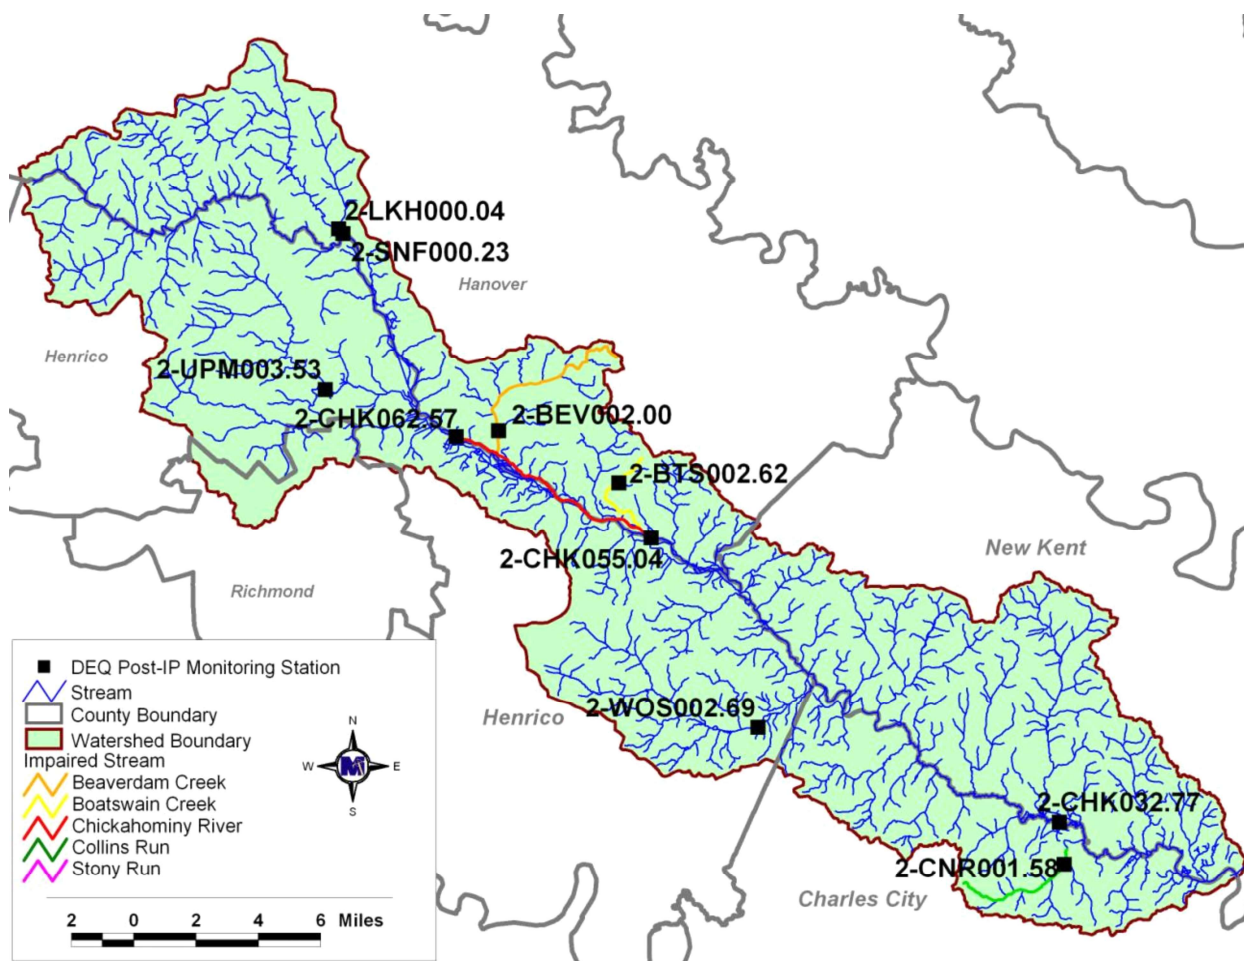 2-LKH000.04
2-SNF000.23
Hanover
Henrico
2-UPM003.53
2-CHK062.57
2-BEV002.00
2-BTS002.62
2-CHK055.04
New Kent
Richmond
2-WOS002.69
Henrico
2-CHK032.77
2-CNR001.58
Charles City
DEQ Post-IP Monitoring Station
Stream
County Boundary
Watershed Boundary
Impaired Stream
Beaverdam Creek
Boatswain Creek
Chickahominy River
Collins Run
Stony Run
N
W M E
S
2 0 2 4 6 Miles